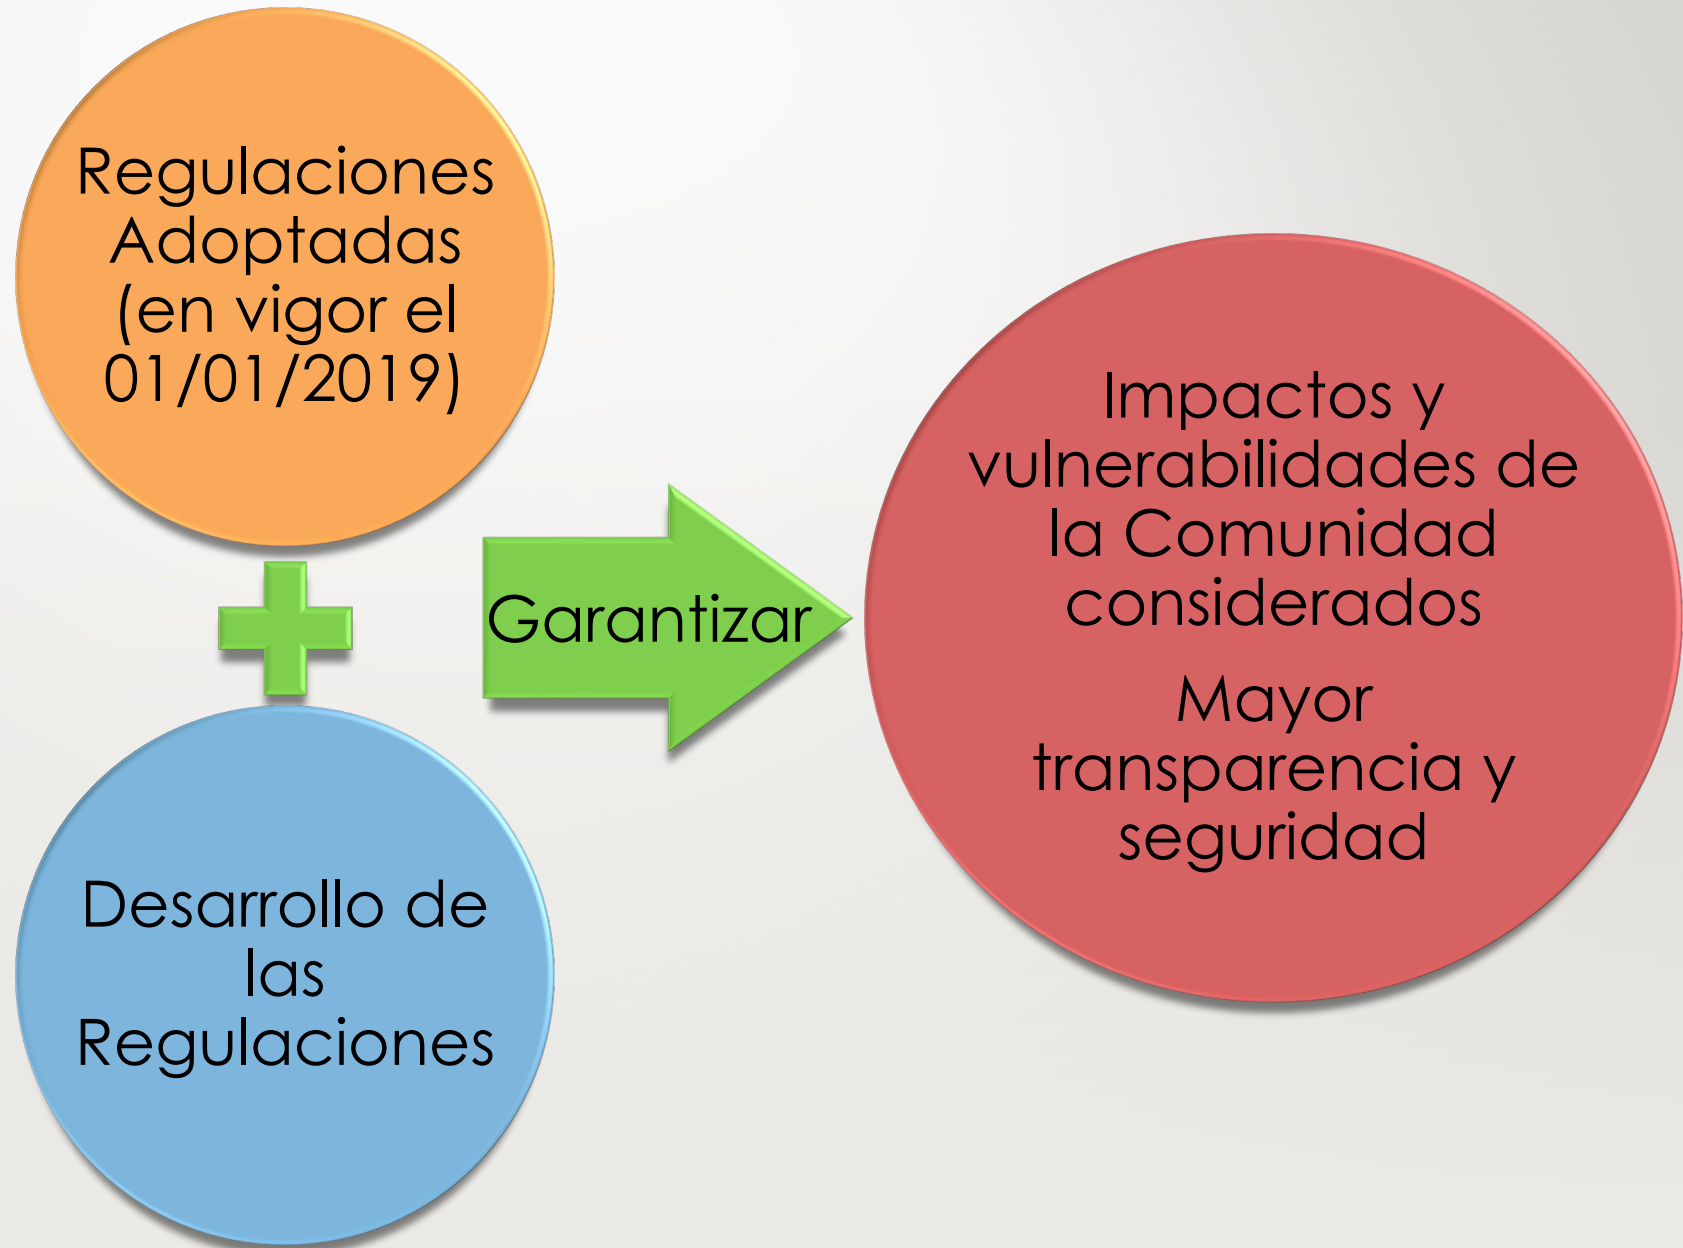 Regulaciones
Adoptadas
(en vigor el
01/01/2019)
Desarrollo de
las
Regulaciones
Garantizar
Impactos y
vulnerabilidades de
la Comunidad
considerados
Mayor
transparencia y
seguridad